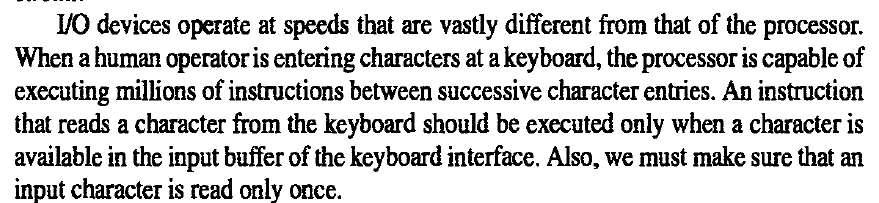 I/O devices operate at speeds that are vastly different from that of the processor.
When a human operator is entering characters at a keyboard, the processor is capable of
executing millions of instructions between successive character entries. An instruction
that reads a character from the keyboard should be executed only when a character is
available in the input buffer of the keyboard interface. Also, we must make sure that an
input character is read only once.